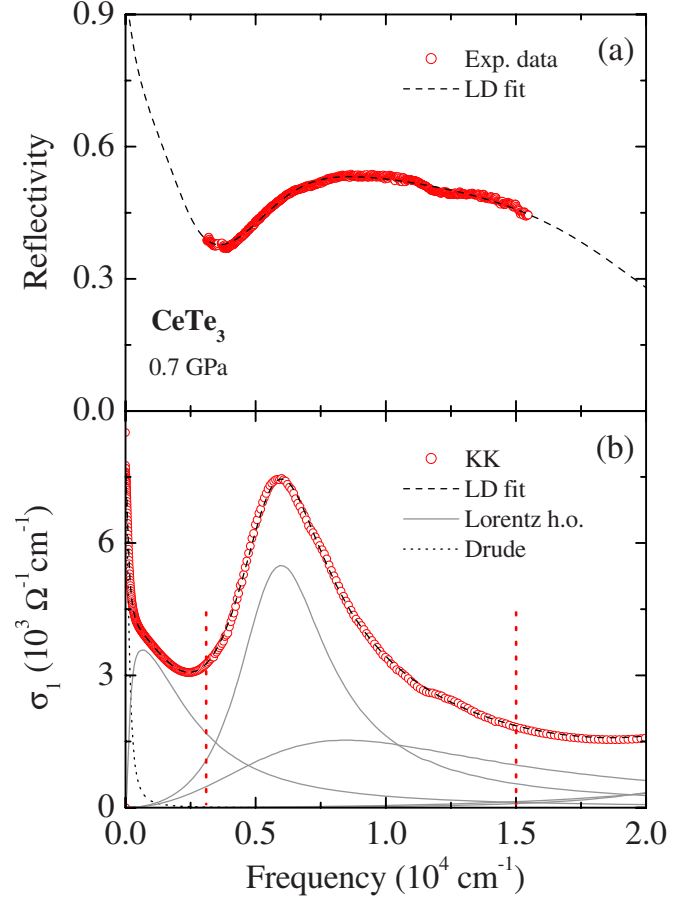 0.9
(a)
Exp. data
LD fit
0.6
Reflectivity
0.3
CeTe₃
0.7 GPa
0.0
(b)
KK
LD fit
Lorentz h.o.
Drude
6
σ₁ (10³ Ω⁻¹cm⁻¹)
3
0
0.0 0.5 1.0 1.5 2.0
Frequency (10⁴ cm⁻¹)